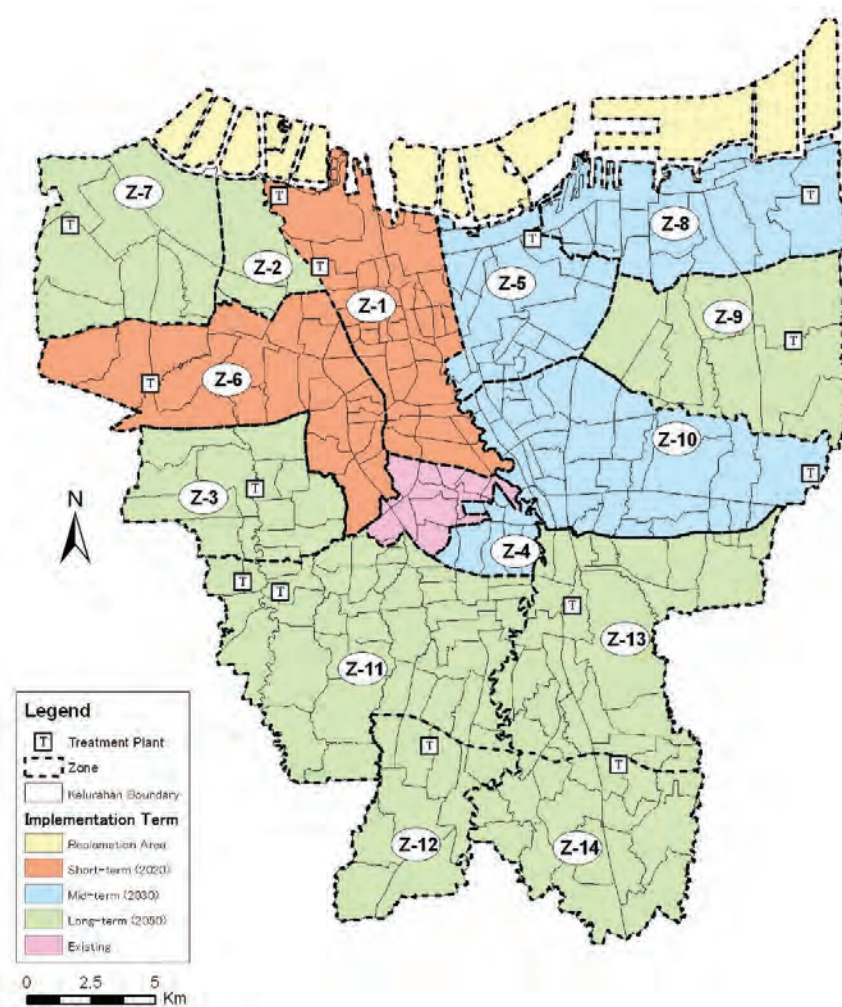 Z-7
Z-8
Z-2
Z-5
Z-1
Z-9
T
T
T
T
T
T
Z-6
T
Z-10
T
Z-3
T
N
Z-4
T
T
T
Z-13
Z-11
T
T
Z-12
Z-14
Legend
T Treatment Plant
Zone
Kelurahan Boundary
Implementation Term
Reclamation Area
Short-term (2020)
Mid-term (2030)
Long-term (2050)
Existing
0 2.5 5
Km